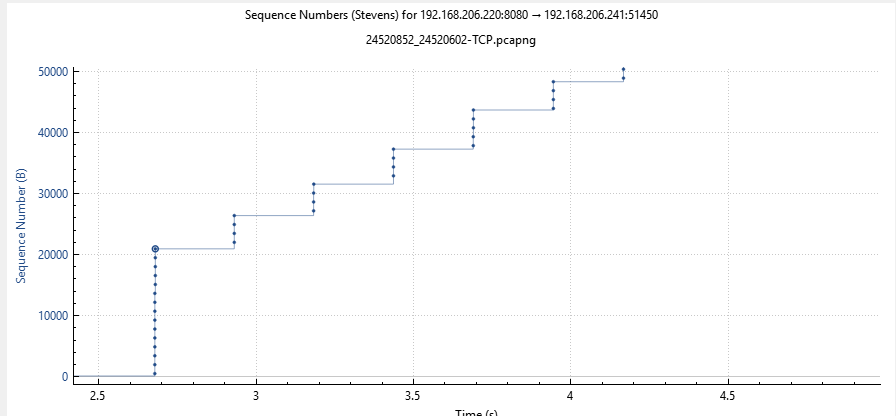 Sequence Numbers (Stevens) for 192.168.206.220:8080 → 192.168.206.241:51450
24520852_24520602-TCP.pcapng
Sequence Number (B)
50000
40000
30000
20000
10000
0
2.5 3 3.5 4 4.5
Time (s)